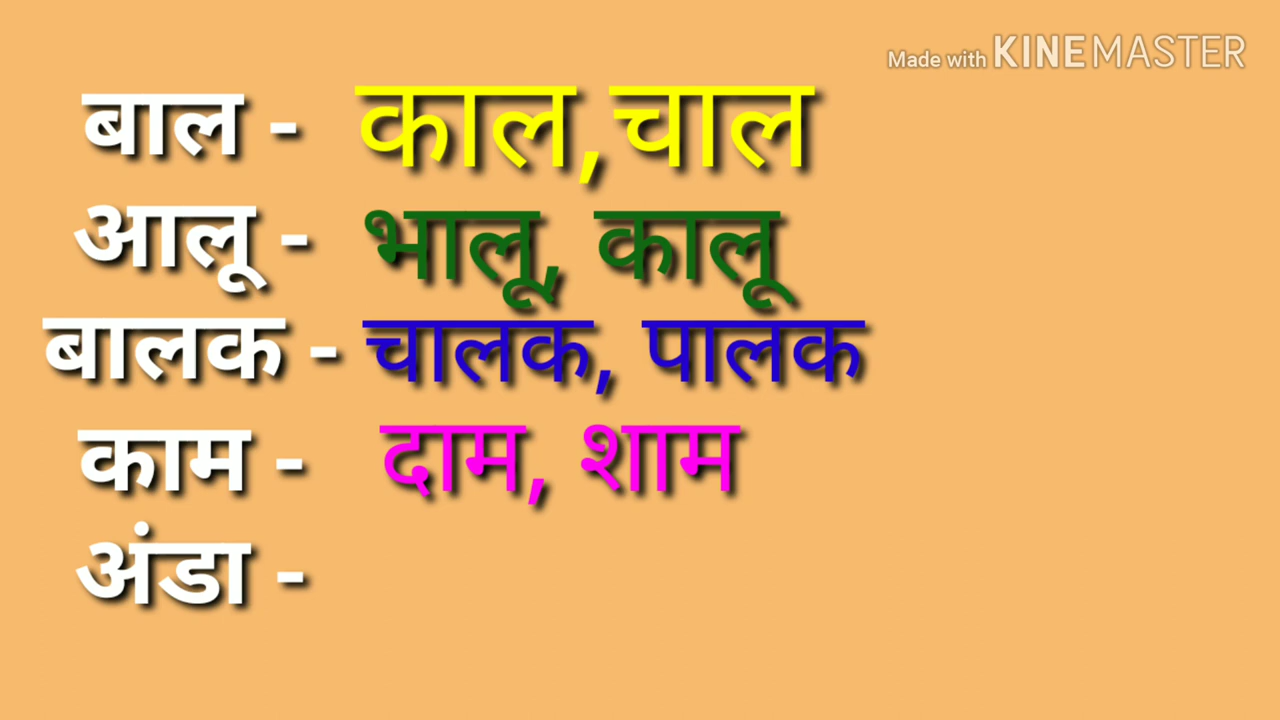 Made with KINEMASTER
बाल - काल,चाल
आलू - भालू, कालू
बालक - चालक, पालक
काम - दाम, शाम
अंडा -